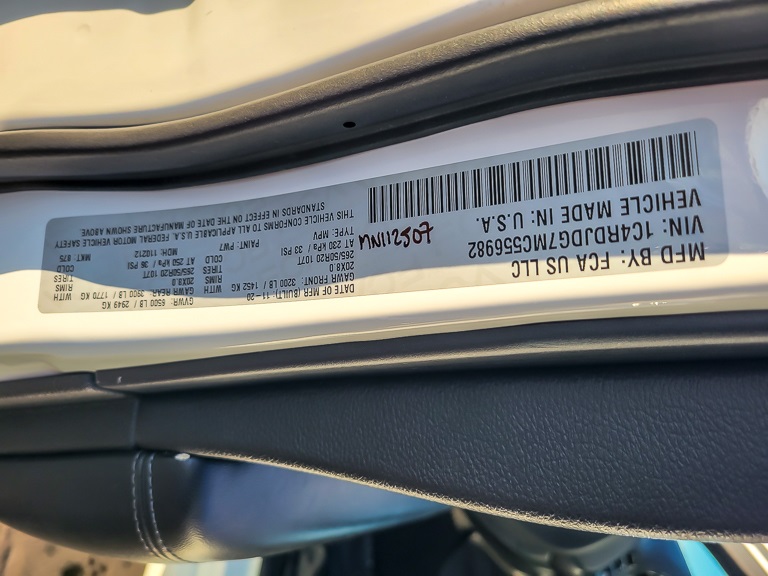 MFD BY: FCA US LLC
DATE OF MFR (BUILT): 11-20
GVWR: 6500 LB / 2949 KG
GAWR FRONT: 3200 LB / 1452 KG WITH
GAWR REAR: 3900 LB / 1770 KG WITH
20X8.0 RIMS
20X8.0 RIMS
265/50R20 107T TIRES
265/50R20 107T TIRES
AT 230 kPa / 33 PSI COLD
AT 250 kPa / 36 PSI COLD
VIN: 1C4RDJDG7MC556982
TYPE: MPV PAINT: PW7 MDH: 110212 MKT:
VEHICLE MADE IN: U.S.A.
MN112507
THIS VEHICLE CONFORMS TO ALL APPLICABLE U.S.A. FEDERAL MOTOR VEHICLE SAFETY
STANDARDS IN EFFECT ON THE DATE OF MANUFACTURE SHOWN ABOVE.